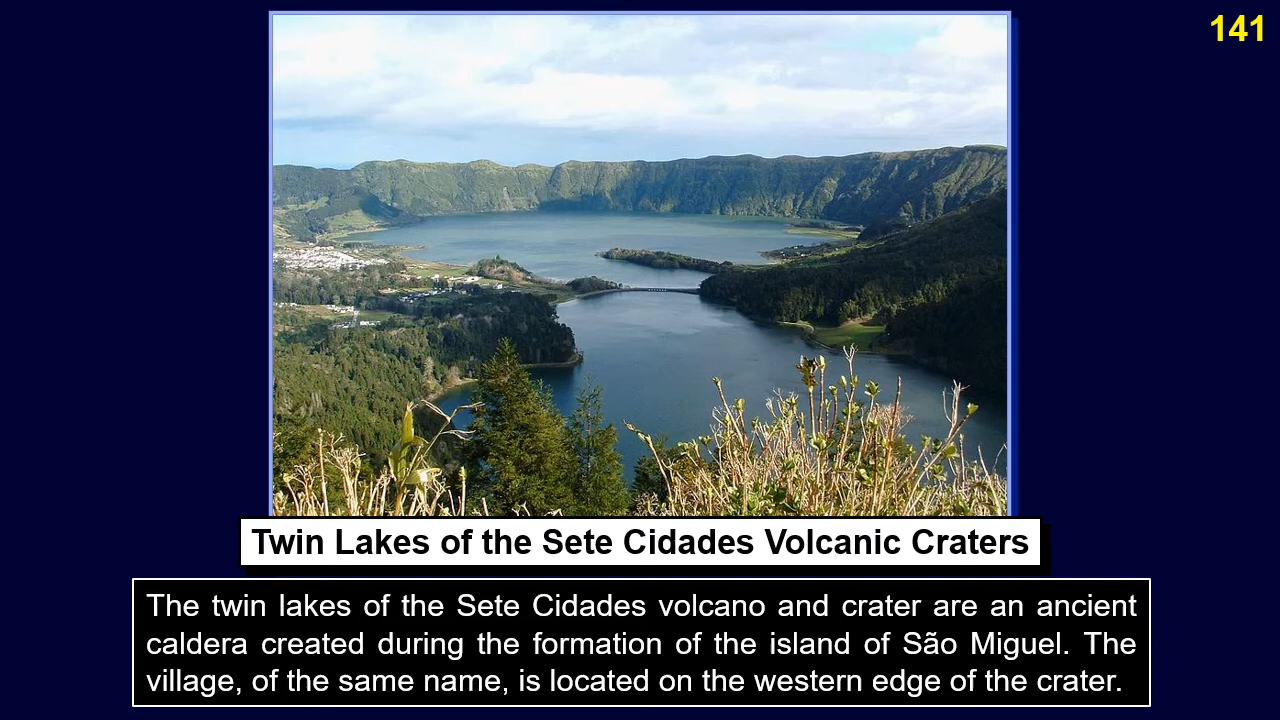 141
Twin Lakes of the Sete Cidades Volcanic Craters
The twin lakes of the Sete Cidades volcano and crater are an ancient
caldera created during the formation of the island of São Miguel. The
village, of the same name, is located on the western edge of the crater.